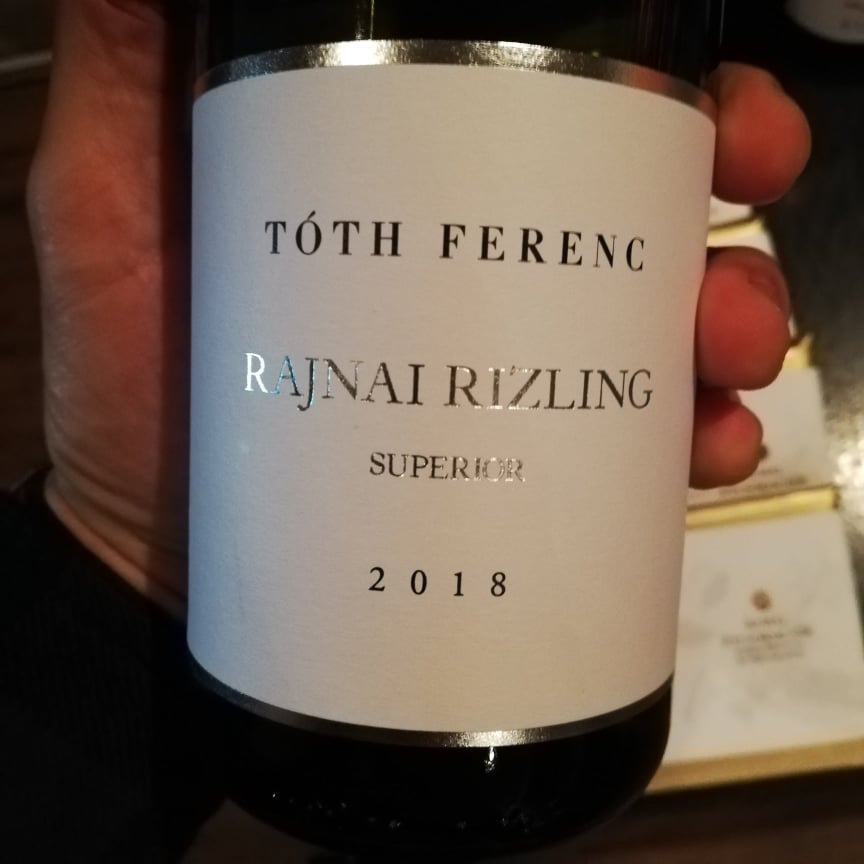 TÓTH FERENC
RAJNAI RIZLING
SUPERIOR
2018